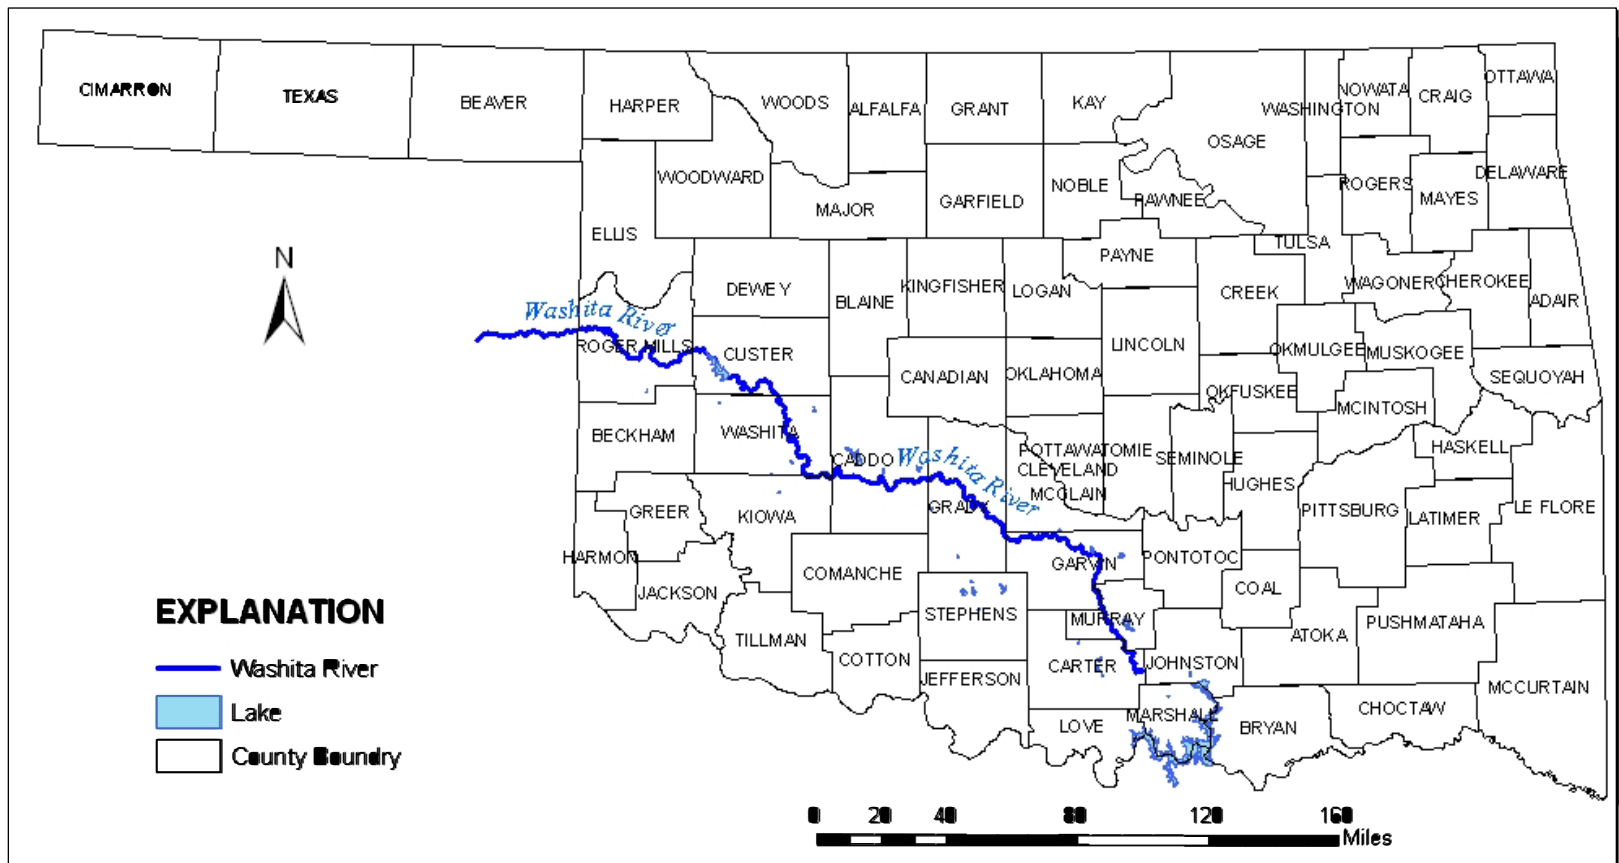 CIMARRON
TEXAS
BEAVER
HARPER
WOODS
ALFALFA
GRANT
KAY
OSAGE
WASHINGTON
NOWATA
CRAIG
OTTAWA
WOODWARD
MAJOR
GARFIELD
NOBLE
PAWNEE
ROGERS
MAYES
DELAWARE
ELLIS
DEWEY
BLAINE
KINGFISHER
LOGAN
PAYNE
CREEK
TULSA
WAGONER
CHEROKEE
ADAIR
N
Washita River
ROGER MILLS
CUSTER
CANADIAN
OKLAHOMA
LINCOLN
OKFUSKEE
OKMULGEE
MUSKOGEE
MCINTOSH
SEQUOYAH
BECKHAM
WASHITA
CADDO
Washita River
GRADY
POTTAWATOMIE
CLEVELAND
MCCLAIN
SEMINOLE
HUGHES
HASKELL
PITTSBURG
LATIMER
LE FLORE
GREER
KIOWA
HARMON
JACKSON
COMANCHE
GARVIN
PONTOTOC
COAL
STEPHENS
MURRAY
ATOKA
PUSHMATAHA
TILLMAN
COTTON
JEFFERSON
CARTER
JOHNSTON
LOVE
MARSHALL
BRYAN
CHOCTAW
MCCURTAIN
EXPLANATION
Washita River
Lake
County Boundry
0 20 40 80 120 160
Miles